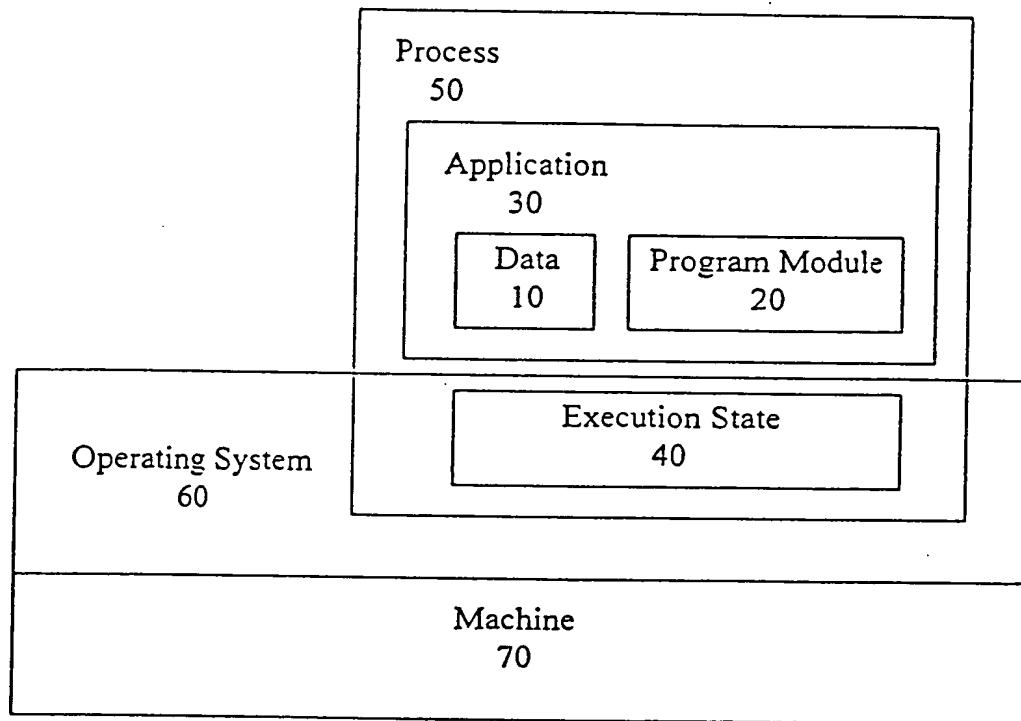 Process
50
Application
30
Data
10
Program Module
20
Execution State
40
Operating System
60
Machine
70